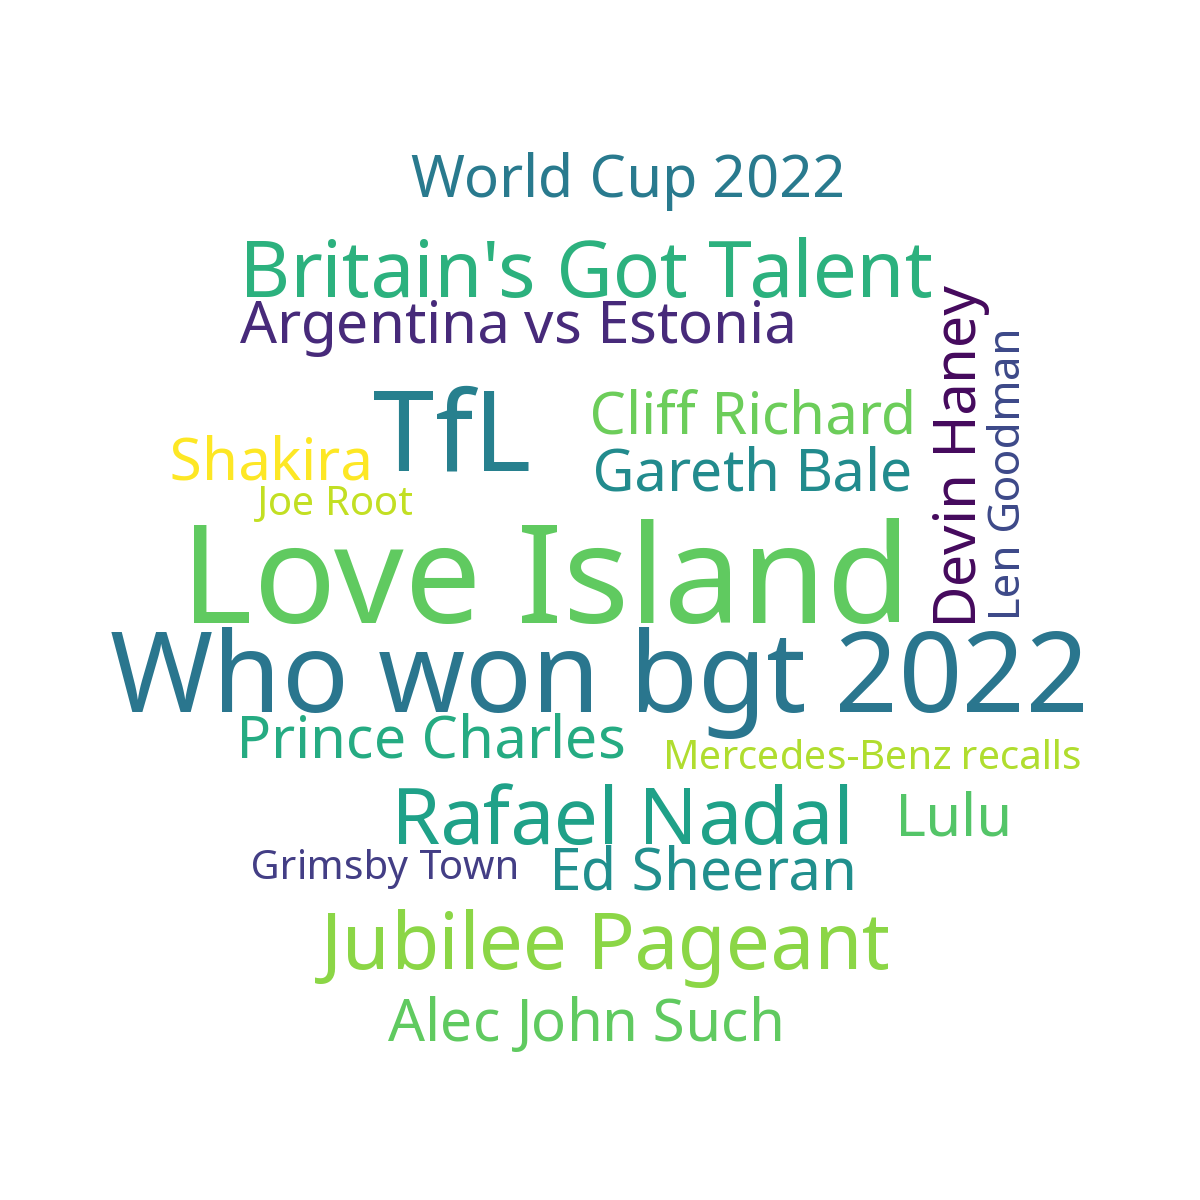 World Cup 2022
Britain's Got Talent
Argentina vs Estonia
TfL
Cliff Richard
Shakira
Gareth Bale
Joe Root
Devin Haney
Len Goodman
Love Island
Who won bgt 2022
Prince Charles
Mercedes-Benz recalls
Rafael Nadal
Lulu
Grimsby Town
Ed Sheeran
Jubilee Pageant
Alec John Such